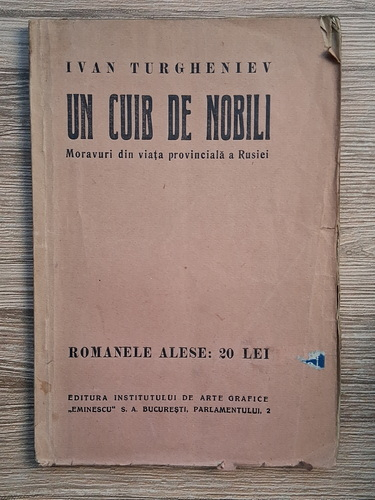 IVAN TURGHENIEV
UN CUIB DE NOBILI
Moravuri din viața provincială a Rusiei
ROMANELE ALESE: 20 LEI
EDITURA INSTITUTULUI DE ARTE GRAFICE
„EMINESCU" S. A. BUCUREȘTI, PARLAMENTULUI, 2